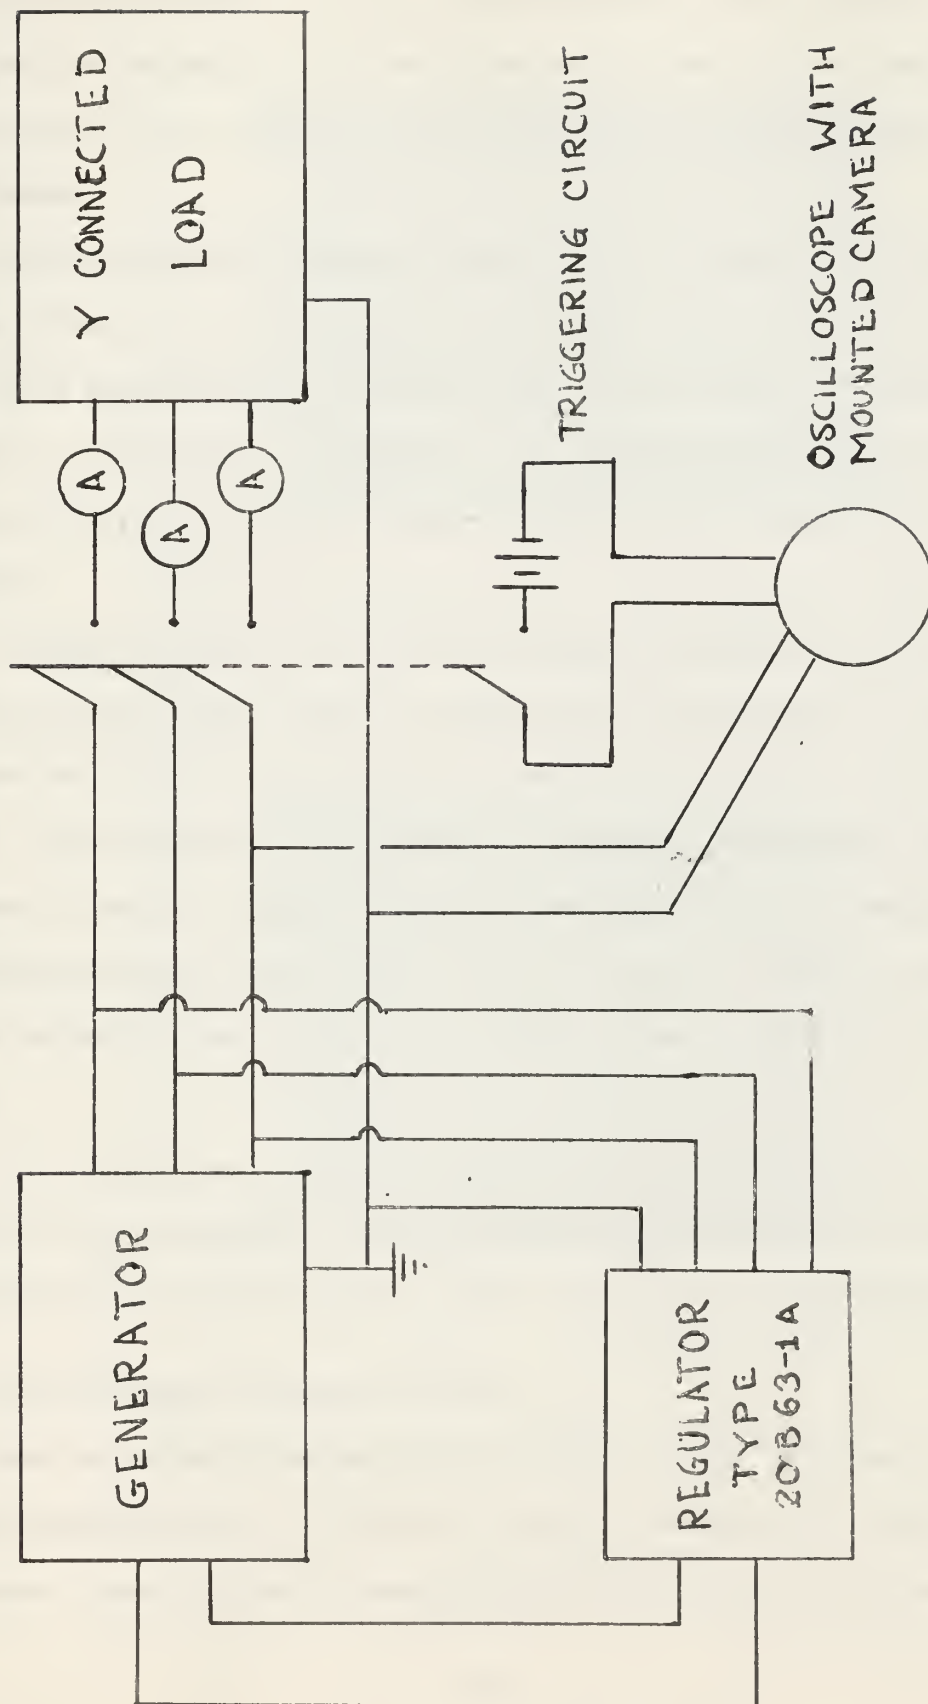 Y CONNECTED
LOAD
A
A
A
TRIGGERING CIRCUIT
OSCILLOSCOPE WITH
MOUNTED CAMERA
GENERATOR
REGULATOR
TYPE
20B63-1A